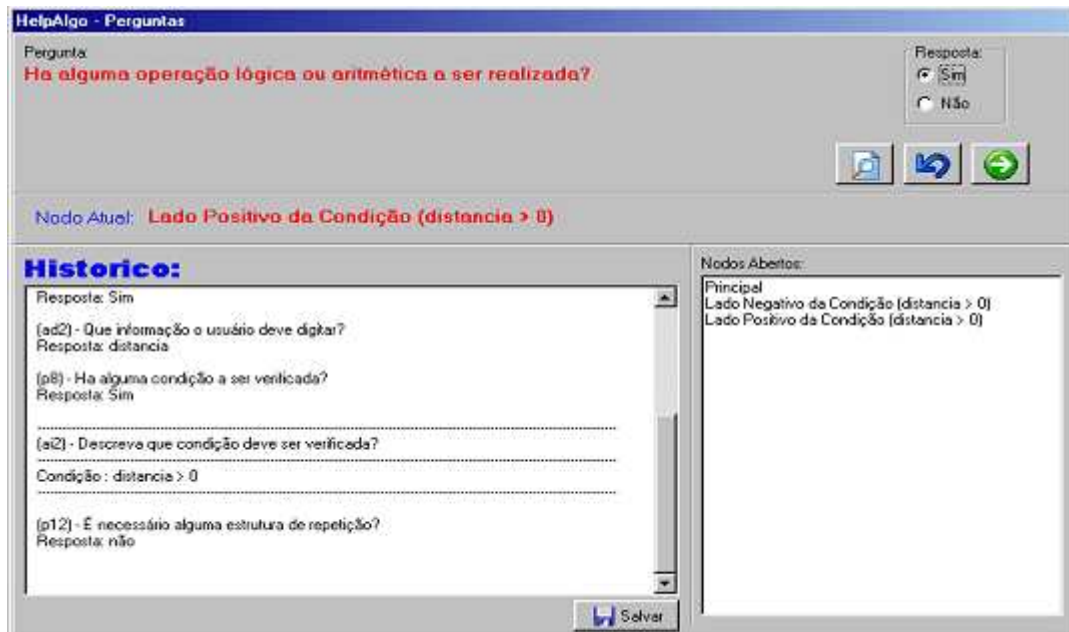 HelpAlgo - Perguntas
Pergunta:
Ha alguma operação lógica ou aritmética a ser realizada?
Resposta:
Sim
Não
Nodo Atual: Lado Positivo da Condição (distancia > 0)
Historico:
Resposta: Sim
(ad2) - Que informação o usuário deve digitar?
Resposta: distancia
(p8) - Ha alguma condição a ser verificada?
Resposta: Sim
(ai2) - Descreva que condição deve ser verificada?
Condição : distancia > 0
(p12) - É necessário alguma estrutura de repetição?
Resposta: não
Salvar
Nodos Abertos:
Principal
Lado Negativo da Condição (distancia > 0)
Lado Positivo da Condição (distancia > 0)